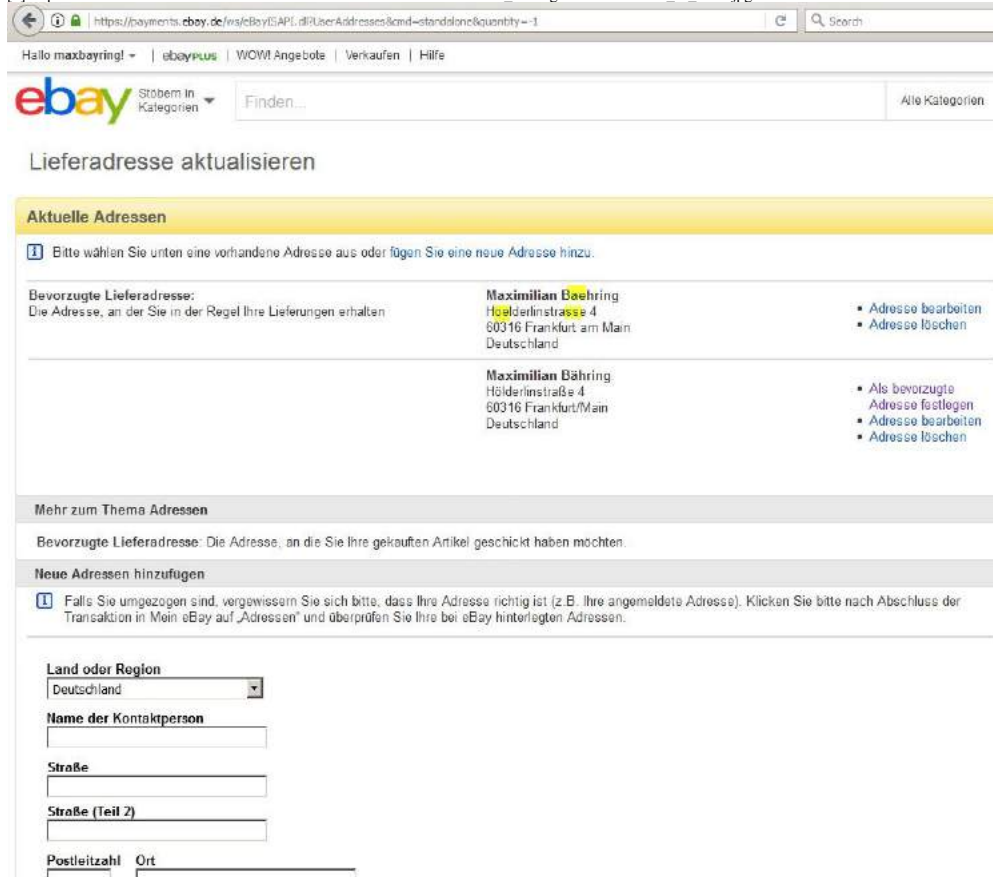 https://payments.ebay.de/ws/eBayISAPI.dll?UserAddresses&cmd=standalone&quantity=-1
Search
Hallo maxbayring! | ebayPLUS | WOW! Angebote | Verkaufen | Hilfe
ebay Stöbern in Kategorien Finden... Alle Kategorien
Lieferadresse aktualisieren
Aktuelle Adressen
Bitte wählen Sie unten eine vorhandene Adresse aus oder fügen Sie eine neue Adresse hinzu.
Bevorzugte Lieferadresse:
Die Adresse, an der Sie in der Regel Ihre Lieferungen erhalten
Maximilian Baehring
Hoelderlinstrasse 4
60316 Frankfurt am Main
Deutschland
Adresse bearbeiten
Adresse löschen
Maximilian Bähring
Hölderlinstraße 4
60316 Frankfurt/Main
Deutschland
Als bevorzugte
Adresse festlegen
Adresse bearbeiten
Adresse löschen
Mehr zum Thema Adressen
Bevorzugte Lieferadresse: Die Adresse, an die Sie Ihre gekauften Artikel geschickt haben möchten.
Neue Adressen hinzufügen
Falls Sie umgezogen sind, vergewissern Sie sich bitte, dass Ihre Adresse richtig ist (z.B. Ihre angemeldete Adresse). Klicken Sie bitte nach Abschluss der
Transaktion in Mein eBay auf „Adressen" und überprüfen Sie Ihre bei eBay hinterlegten Adressen.
Land oder Region
Deutschland
Name der Kontaktperson
Straße
Straße (Teil 2)
Postleitzahl Ort